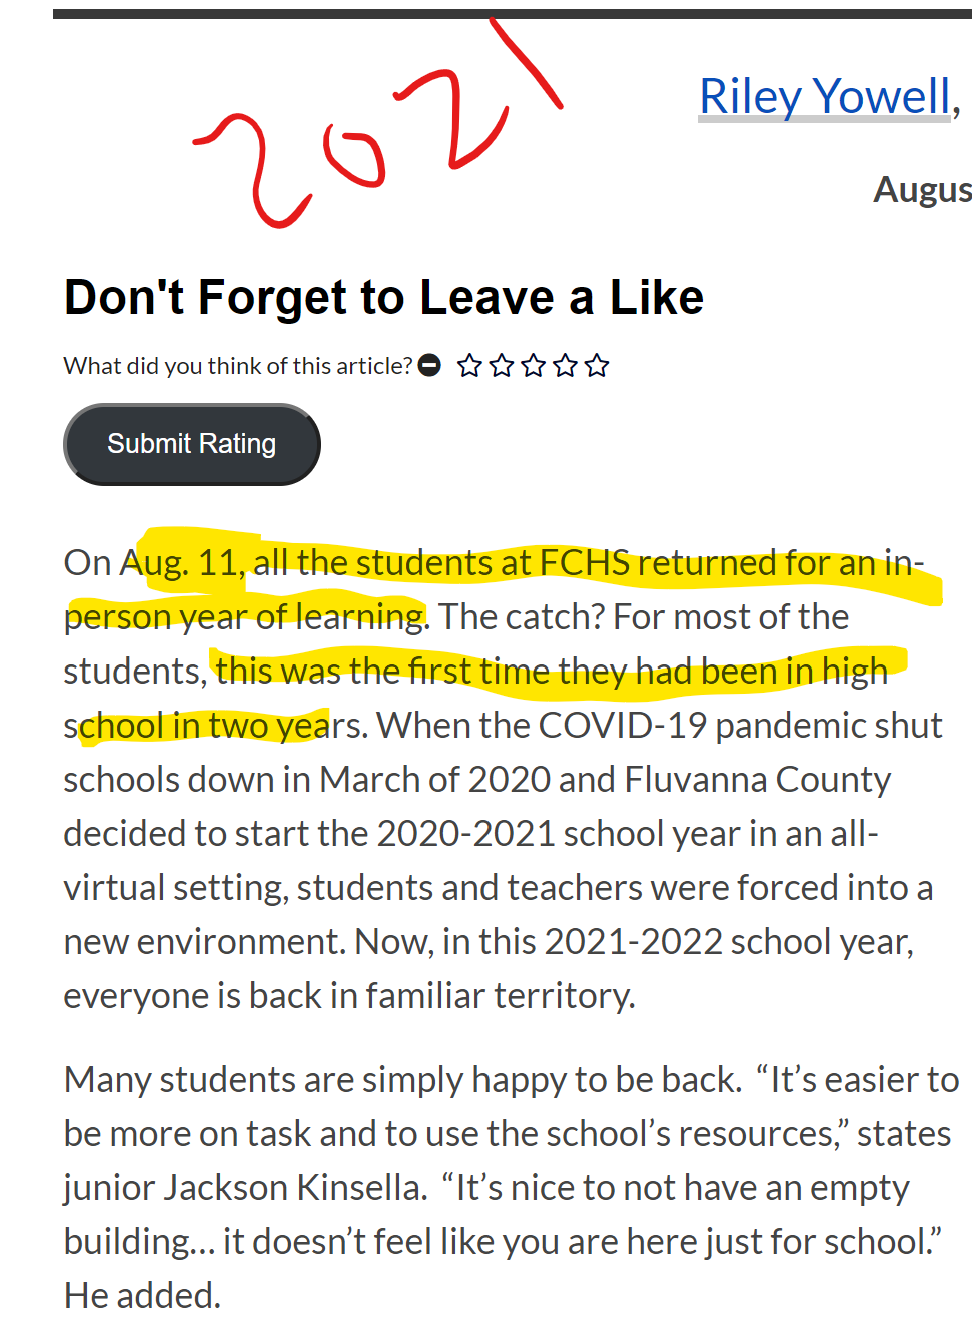 2021
Riley Yowell,
Augus
Don't Forget to Leave a Like
What did you think of this article?
Submit Rating
On Aug. 11, all the students at FCHS returned for an in-
person year of learning. The catch? For most of the
students, this was the first time they had been in high
school in two years. When the COVID-19 pandemic shut
schools down in March of 2020 and Fluvanna County
decided to start the 2020-2021 school year in an all-
virtual setting, students and teachers were forced into a
new environment. Now, in this 2021-2022 school year,
everyone is back in familiar territory.
Many students are simply happy to be back.  “It’s easier to
be more on task and to use the school’s resources,” states
junior Jackson Kinsella.  “It’s nice to not have an empty
building… it doesn’t feel like you are here just for school.”
He added.